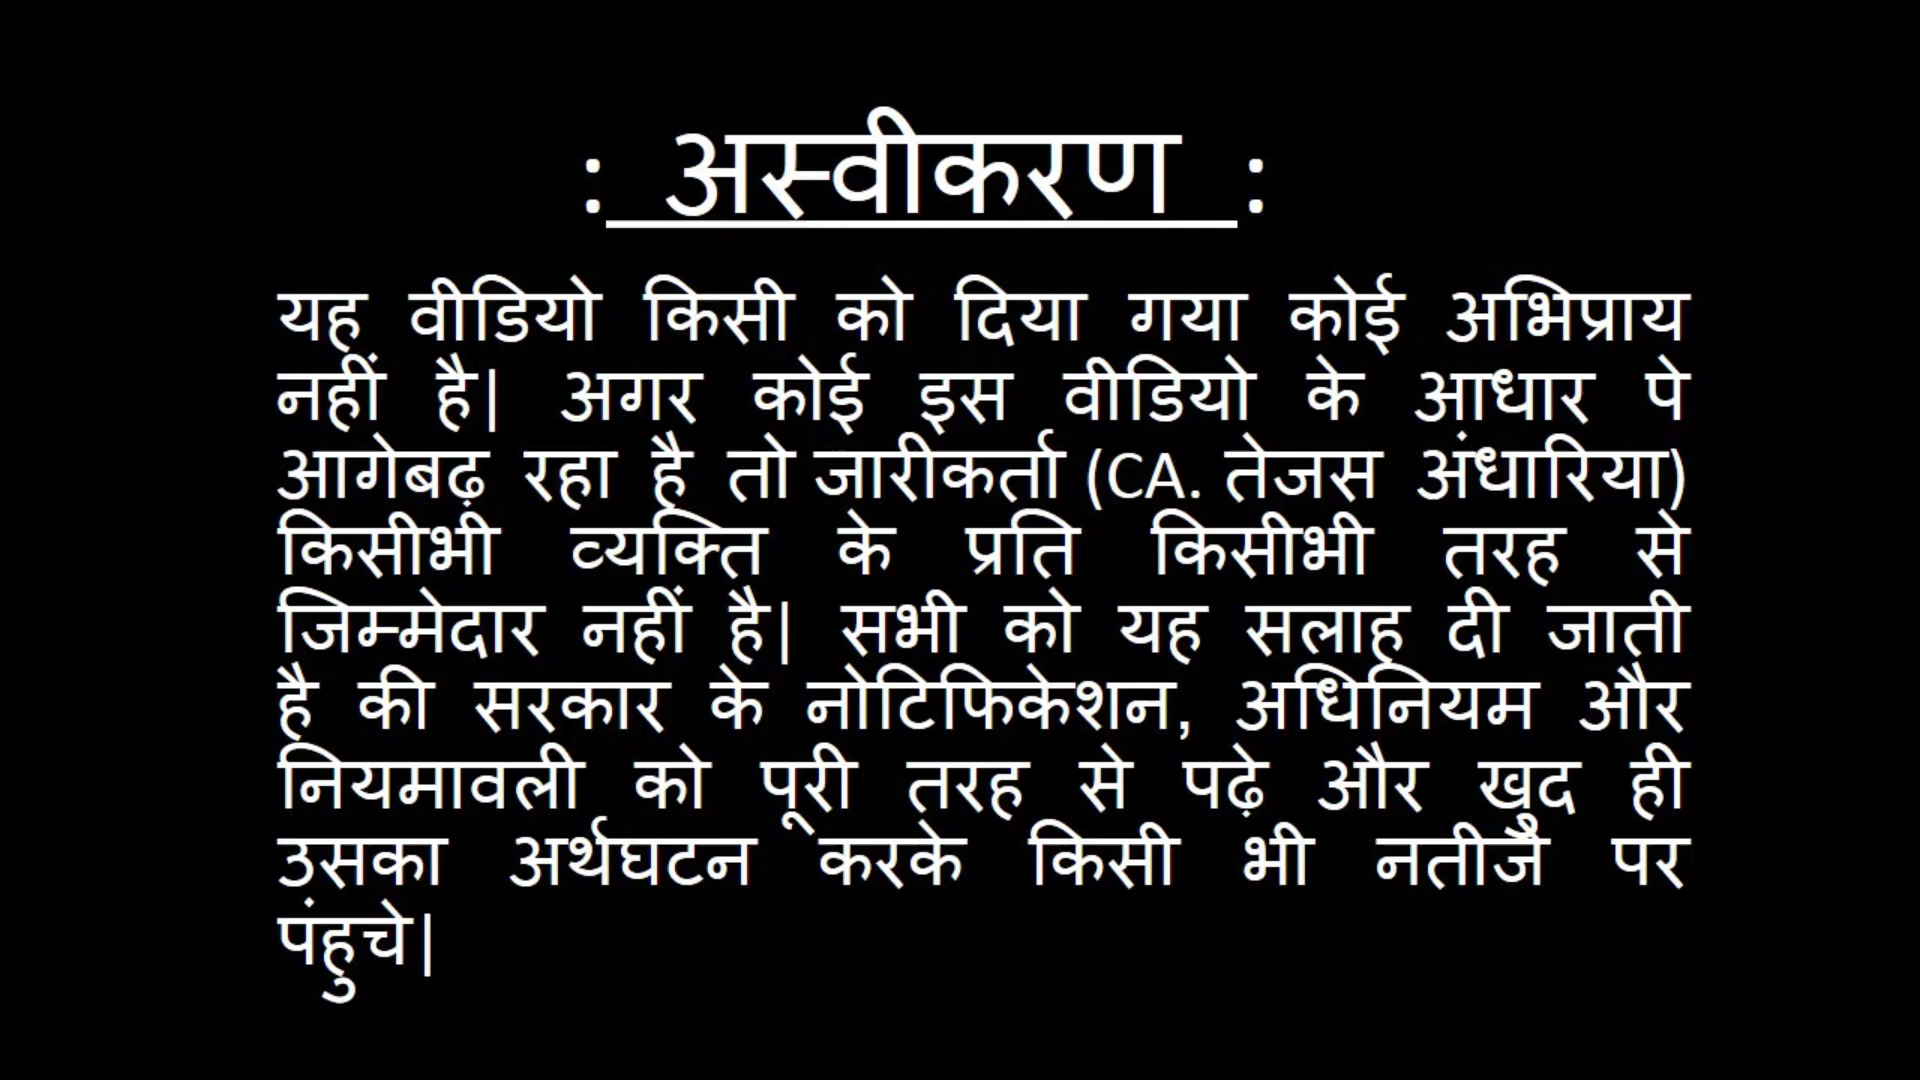 : अस्वीकरण :
यह वीडियो किसी को दिया गया कोई अभिप्राय
नहीं है| अगर कोई इस वीडियो के आधार पे
आगेबढ़ रहा है तो जारीकर्ता (CA. तेजस अंधारिया)
किसीभी व्यक्ति के प्रति किसीभी तरह से
जिम्मेदार नहीं है| सभी को यह सलाह दी जाती
है की सरकार के नोटिफिकेशन, अधिनियम और
नियमावली को पूरी तरह से पढ़े और खुद ही
उसका अर्थघटन करके किसी भी नतीजे पर
पंहुचे|